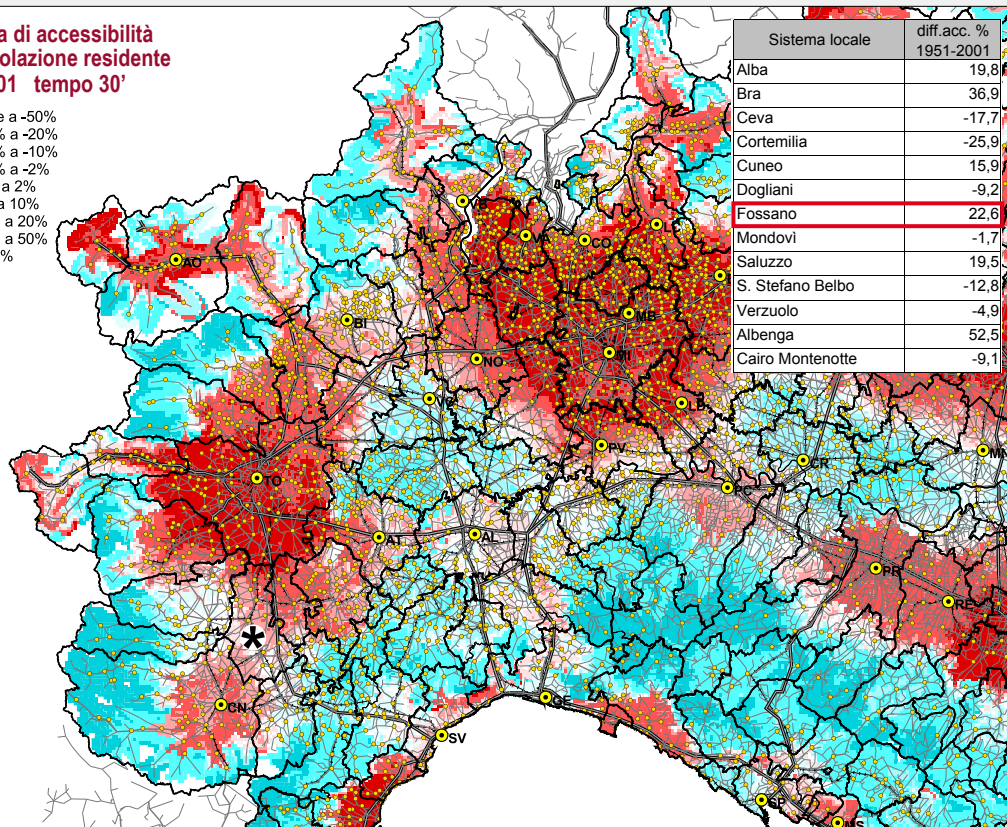 a di accessibilità
olazione residente
01 tempo 30'
e a -50%
% a -20%
% a -10%
% a -2%
a 2%
a 10%
a 20%
a 50%
%
Sistema locale diff.acc. % 1951-2001
Alba 19,8
Bra 36,9
Ceva -17,7
Cortemilia -25,9
Cuneo 15,9
Dogliani -9,2
Fossano 22,6
Mondovì -1,7
Saluzzo 19,5
S. Stefano Belbo -12,8
Verzuolo -4,9
Albenga 52,5
Cairo Montenotte -9,1
AO
BI
CO
MB
MI
NO
PV
CR
TO
AT
AL
PR
RE
*
CN
GE
SV
SP
MS